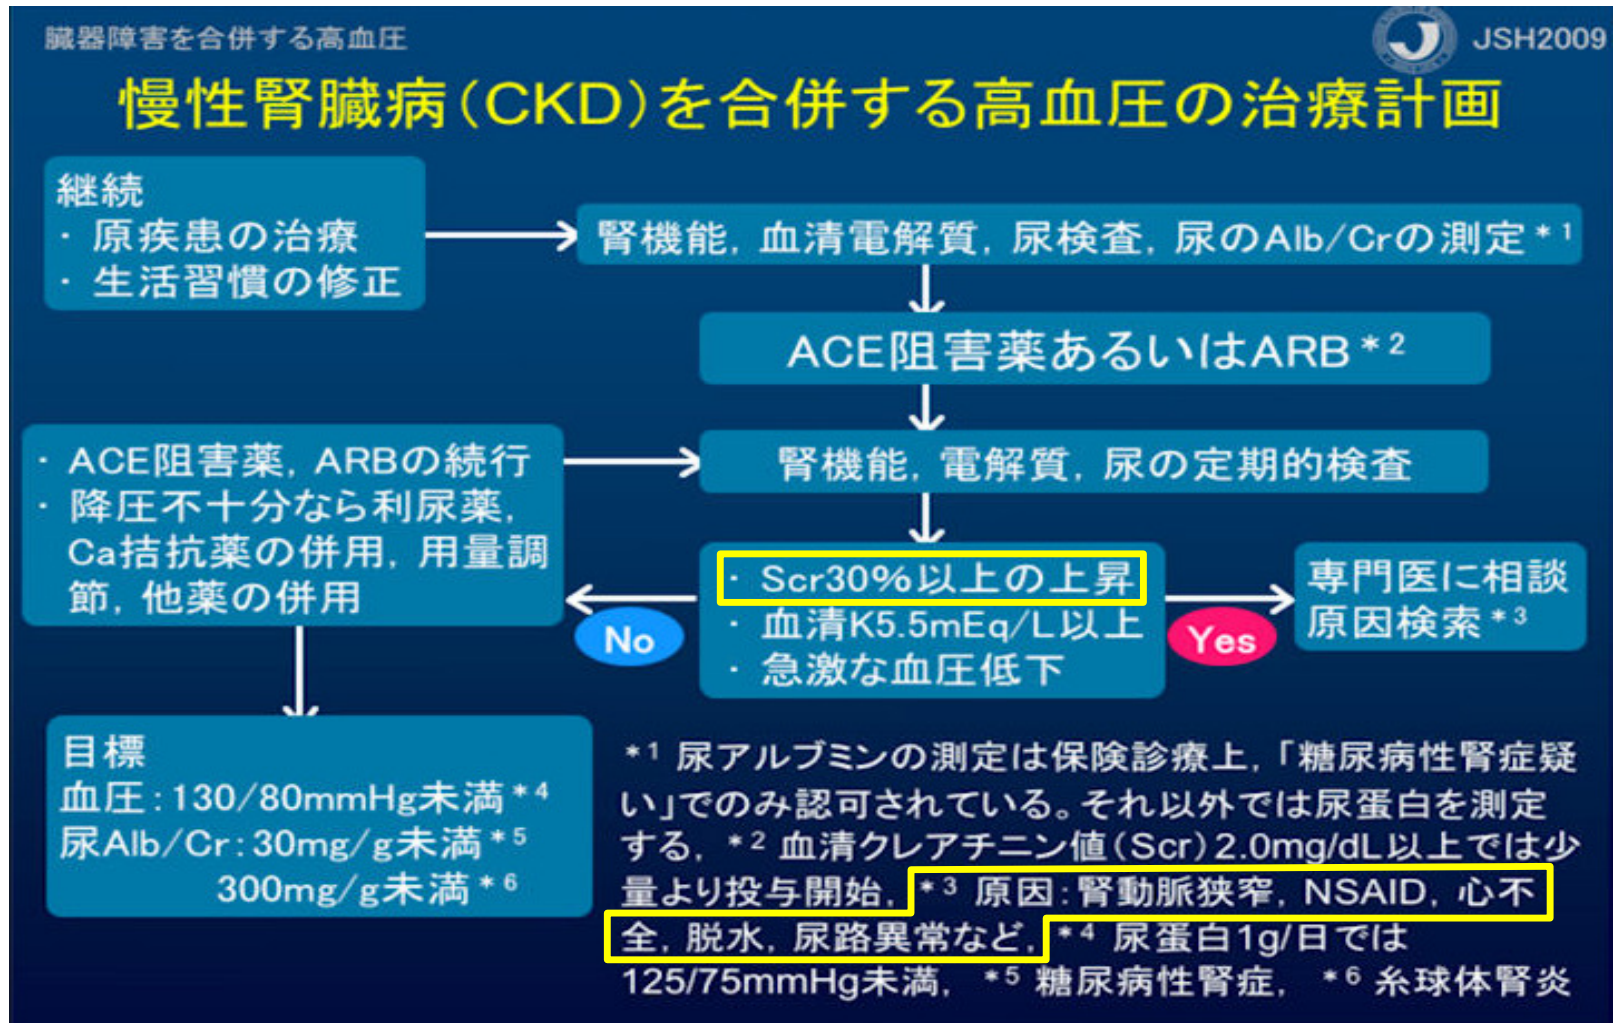 臓器障害を合併する高血圧
JSH2009
慢性腎臓病(CKD)を合併する高血圧の治療計画
継続
・原疾患の治療
・生活習慣の修正
腎機能, 血清電解質, 尿検査, 尿のAlb/Crの測定*1
ACE阻害薬あるいはARB*2
・ACE阻害薬, ARBの続行
・降圧不十分なら利尿薬,
Ca拮抗薬の併用, 用量調
節, 他薬の併用
腎機能, 電解質, 尿の定期的検査
・Scr30%以上の上昇
・血清K5.5mEq/L以上
・急激な血圧低下
No
Yes
専門医に相談
原因検索*3
目標
血圧:130/80mmHg未満*4
尿Alb/Cr:30mg/g未満*5
300mg/g未満*6
*1 尿アルブミンの測定は保険診療上,「糖尿病性腎症疑
い」でのみ認可されている。それ以外では尿蛋白を測定
する, *2 血清クレアチニン値(Scr)2.0mg/dL以上では少
量より投与開始, *3 原因:腎動脈狭窄, NSAID, 心不
全, 脱水, 尿路異常など, *4 尿蛋白1g/日では
125/75mmHg未満, *5 糖尿病性腎症, *6 糸球体腎炎